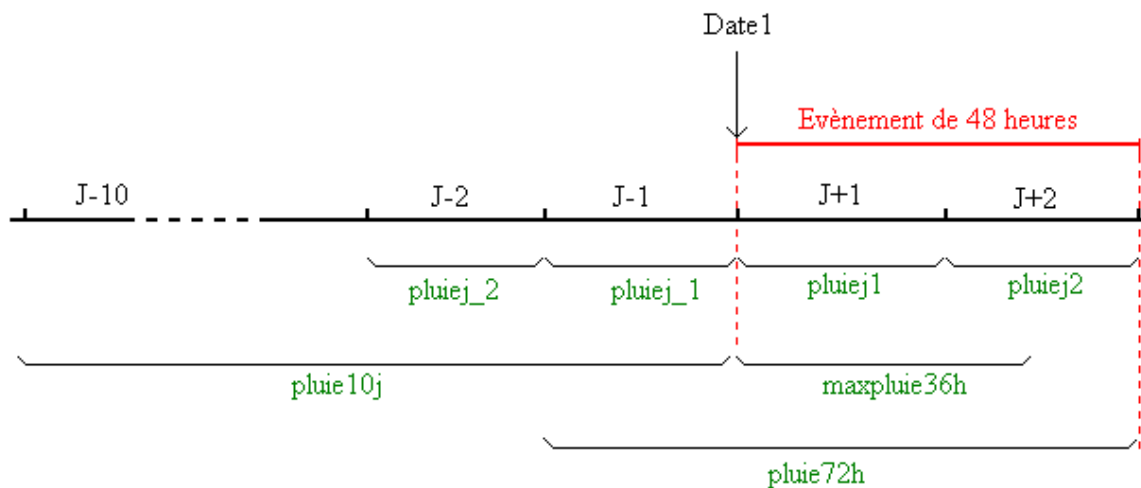 Date1
Evènement de 48 heures
J-10
J-2
J-1
J+1
J+2
pluiej_2
pluiej_1
pluiej1
pluiej2
pluie10j
maxpluie36h
pluie72h